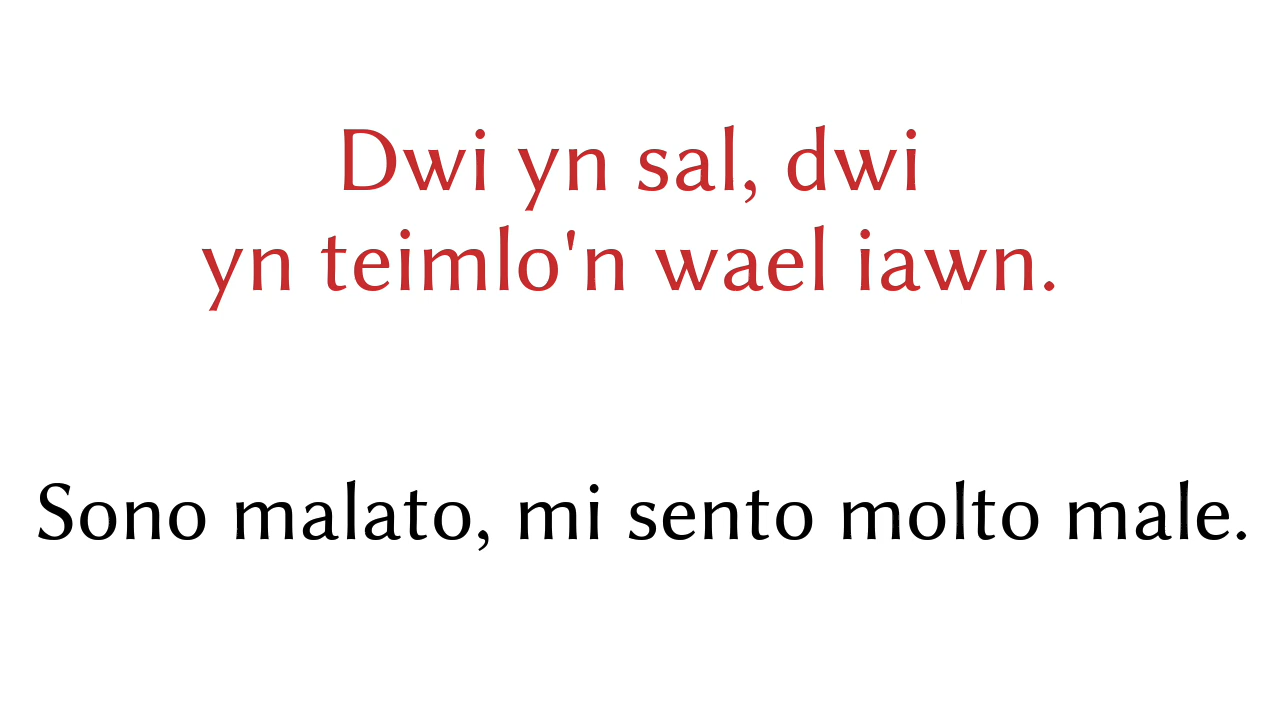 Dwi yn sal, dwi
yn teimlo'n wael iawn.
Sono malato, mi sento molto male.